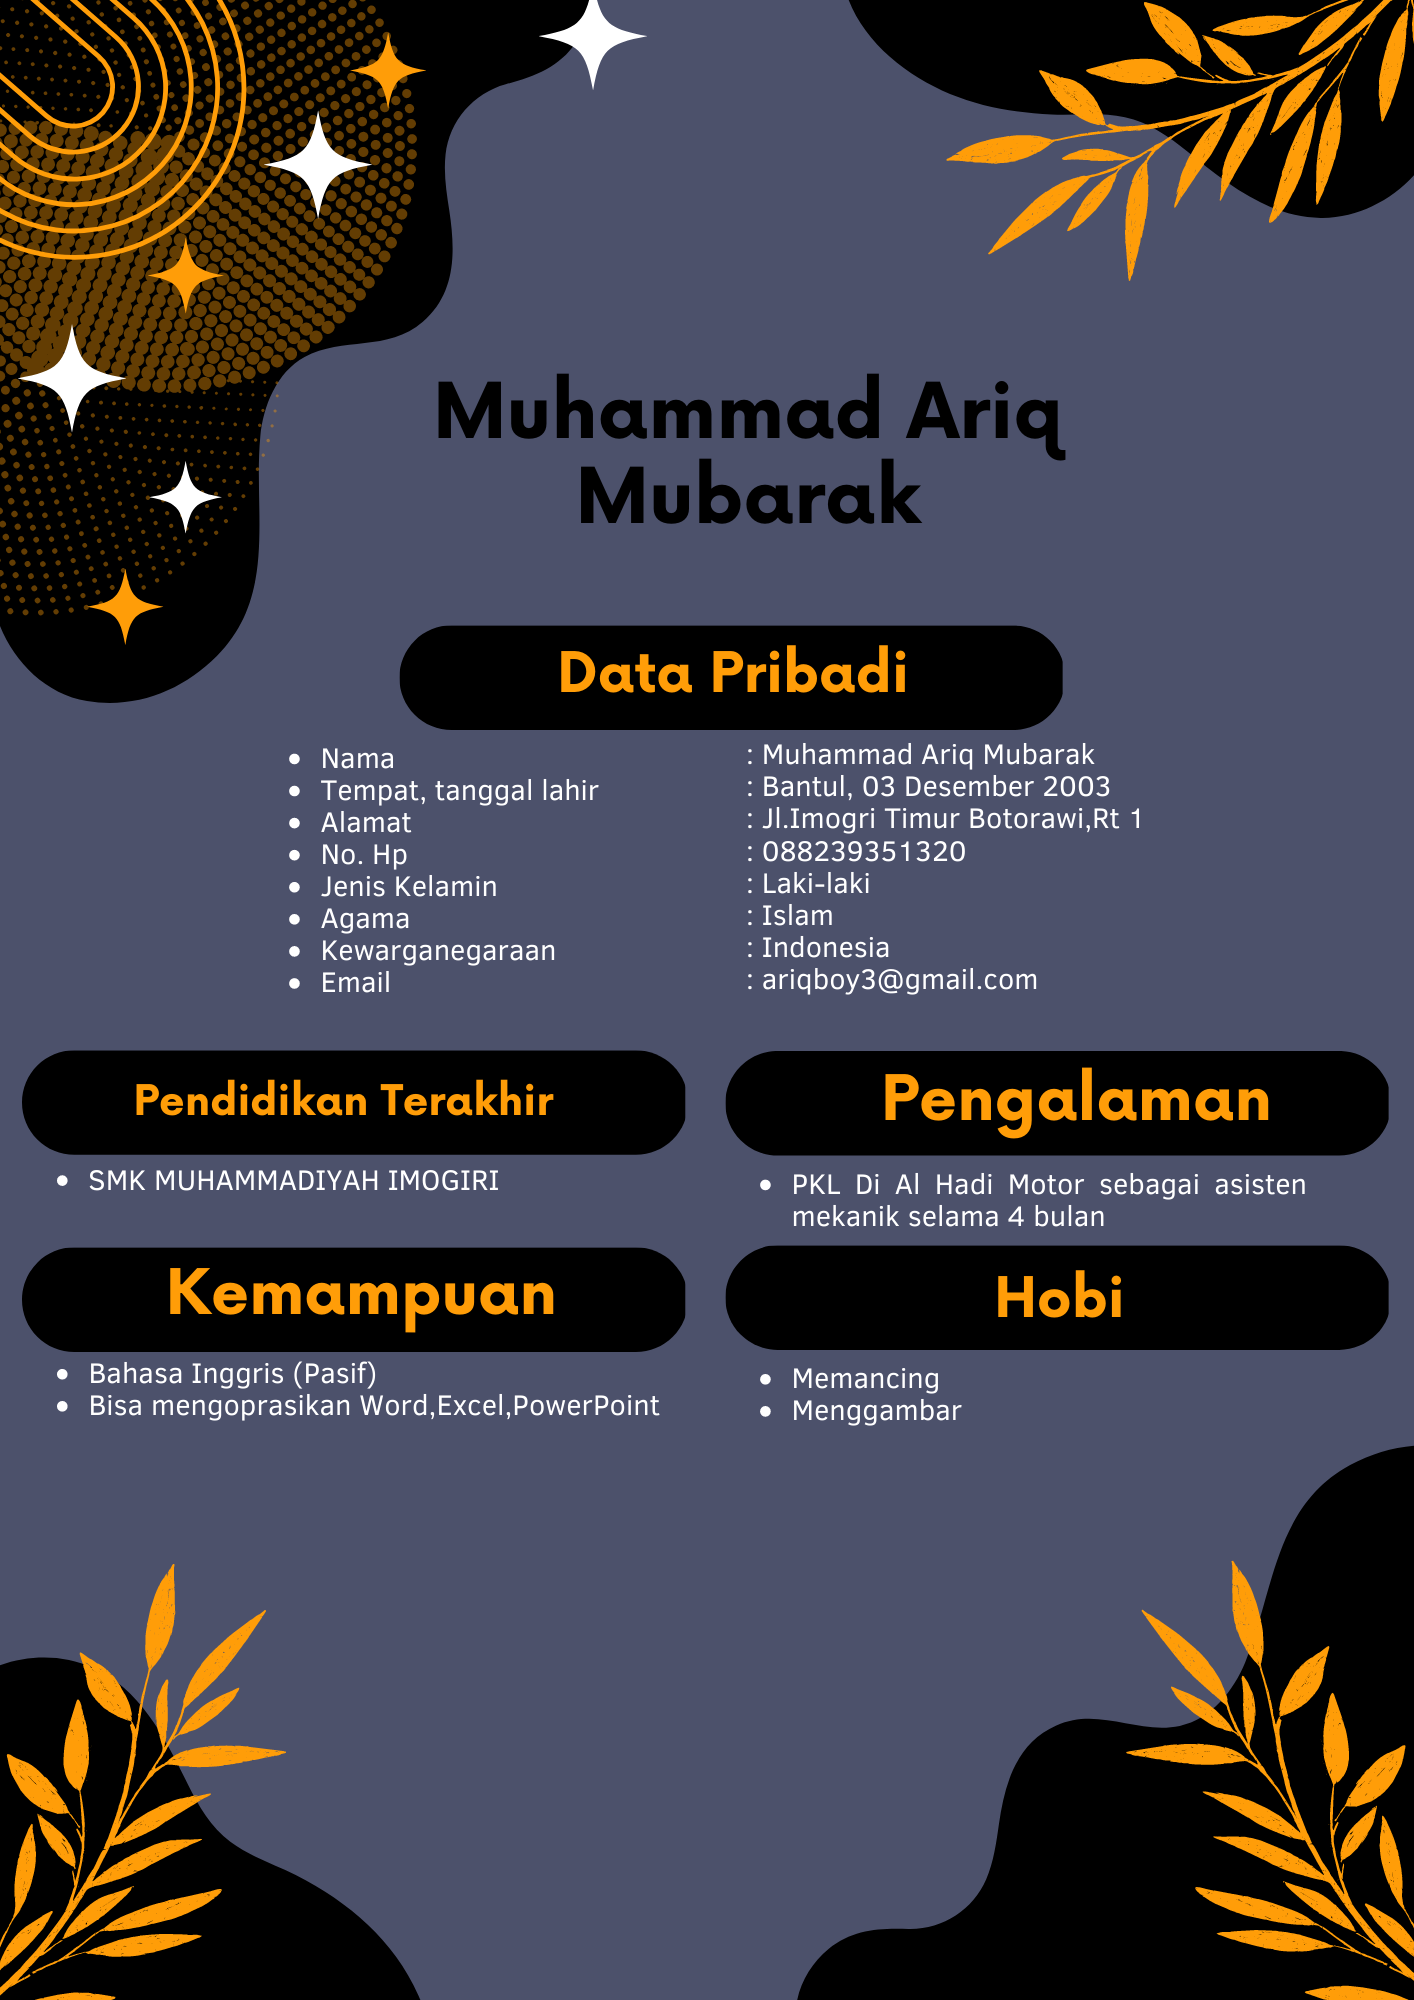 Muhammad Ariq
Mubarak
Data Pribadi
• Nama : Muhammad Ariq Mubarak
• Tempat, tanggal lahir : Bantul, 03 Desember 2003
• Alamat : Jl.Imogri Timur Botorawi,Rt 1
• No. Hp : 088239351320
• Jenis Kelamin : Laki-laki
• Agama : Islam
• Kewarganegaraan : Indonesia
• Email : ariqboy3@gmail.com
Pendidikan Terakhir
• SMK MUHAMMADIYAH IMOGIRI
Pengalaman
• PKL Di Al Hadi Motor sebagai asisten
mekanik selama 4 bulan
Kemampuan
• Bahasa Inggris (Pasif)
• Bisa mengoprasikan Word,Excel,PowerPoint
Hobi
• Memancing
• Menggambar